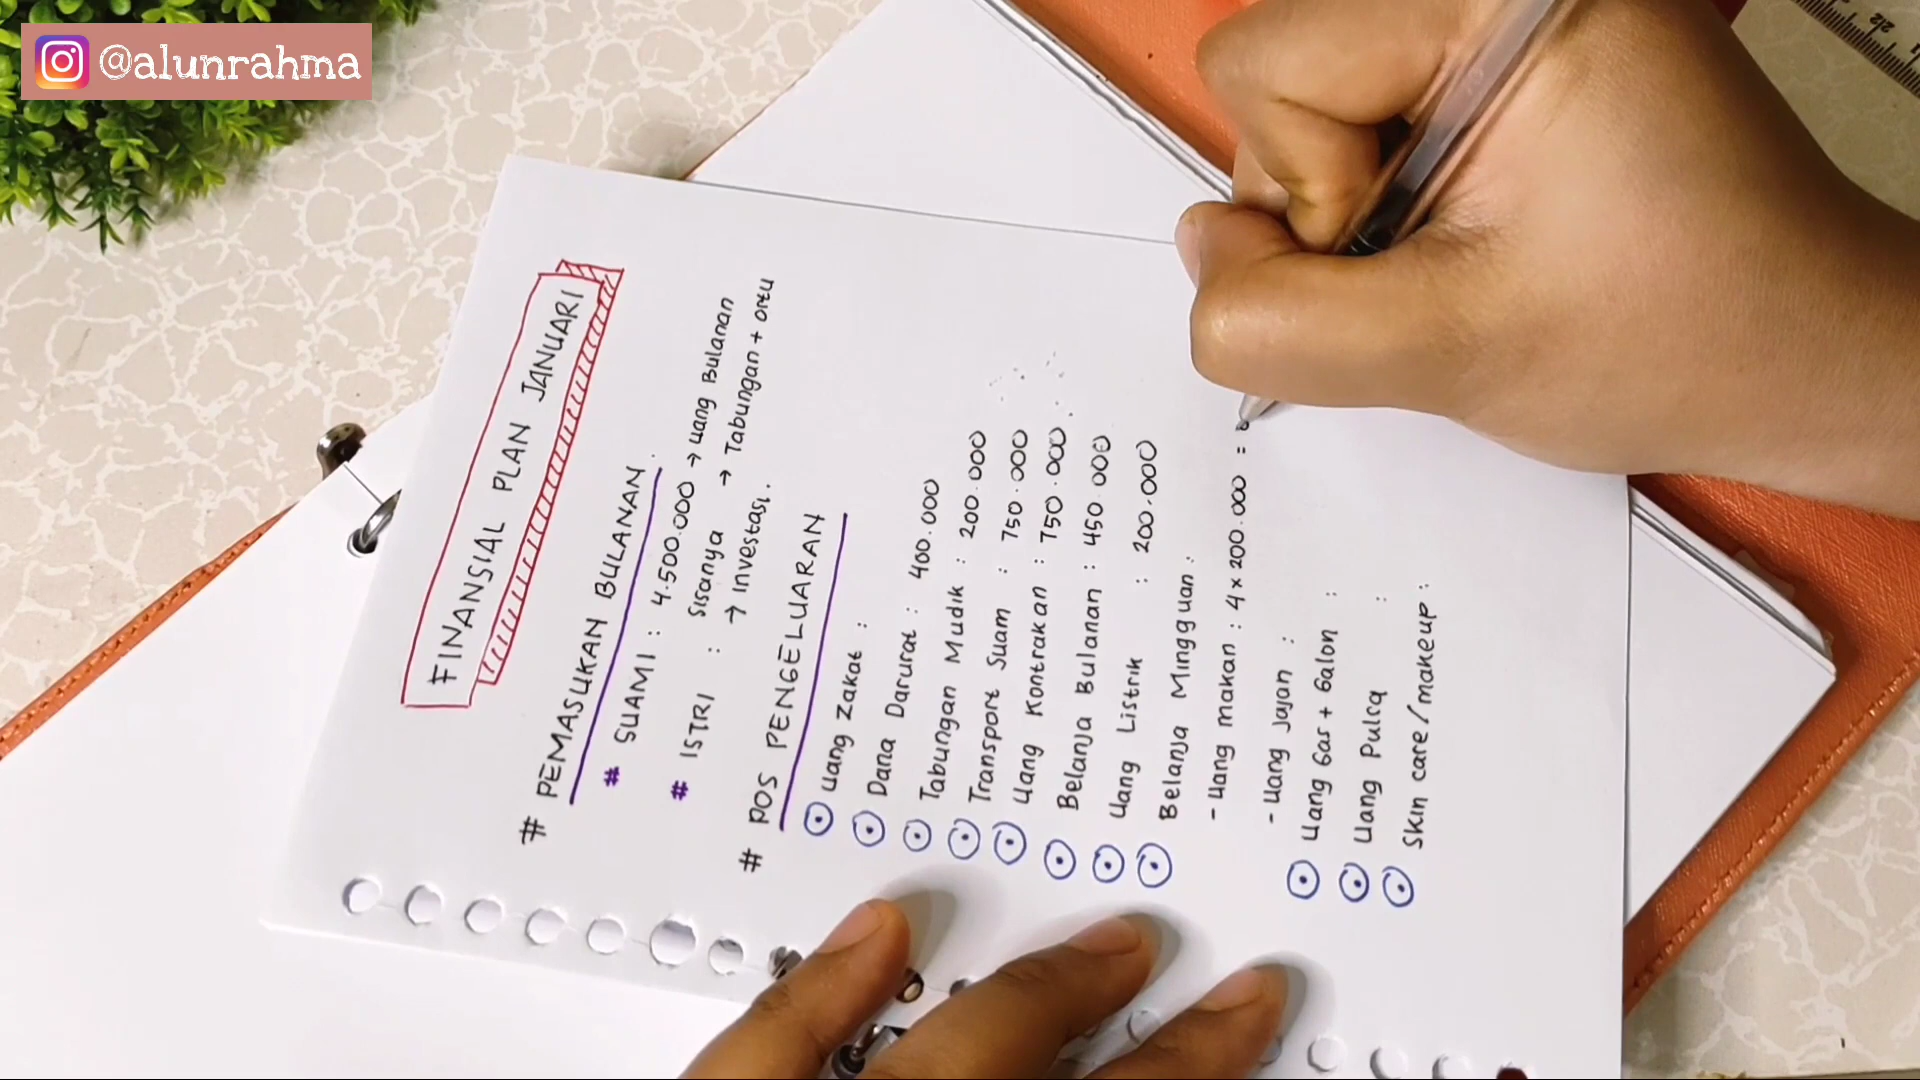 @alunrahma
FINANSIAL PLAN JANUARI
# PEMASUKAN BULANAN
# SUAMI : 4.500.000 → uang Bulanan
# ISTRI : Sisanya → Tabungan + ortu
→ Investasi.
# POS PENGELUARAN
uang zakat :
Dana Darurat : 400.000
Tabungan Mudik : 200.000
Transport Suam : 750.000
uang Kontrakan : 750.000
Belanja Bulanan : 450.000
uang Listrik : 200.000
Belanja Mingguan :
- uang makan : 4 x 200.000 =
- uang Jajan :
uang Gas + Galon :
uang Pulsa :
Skin care/makeup :